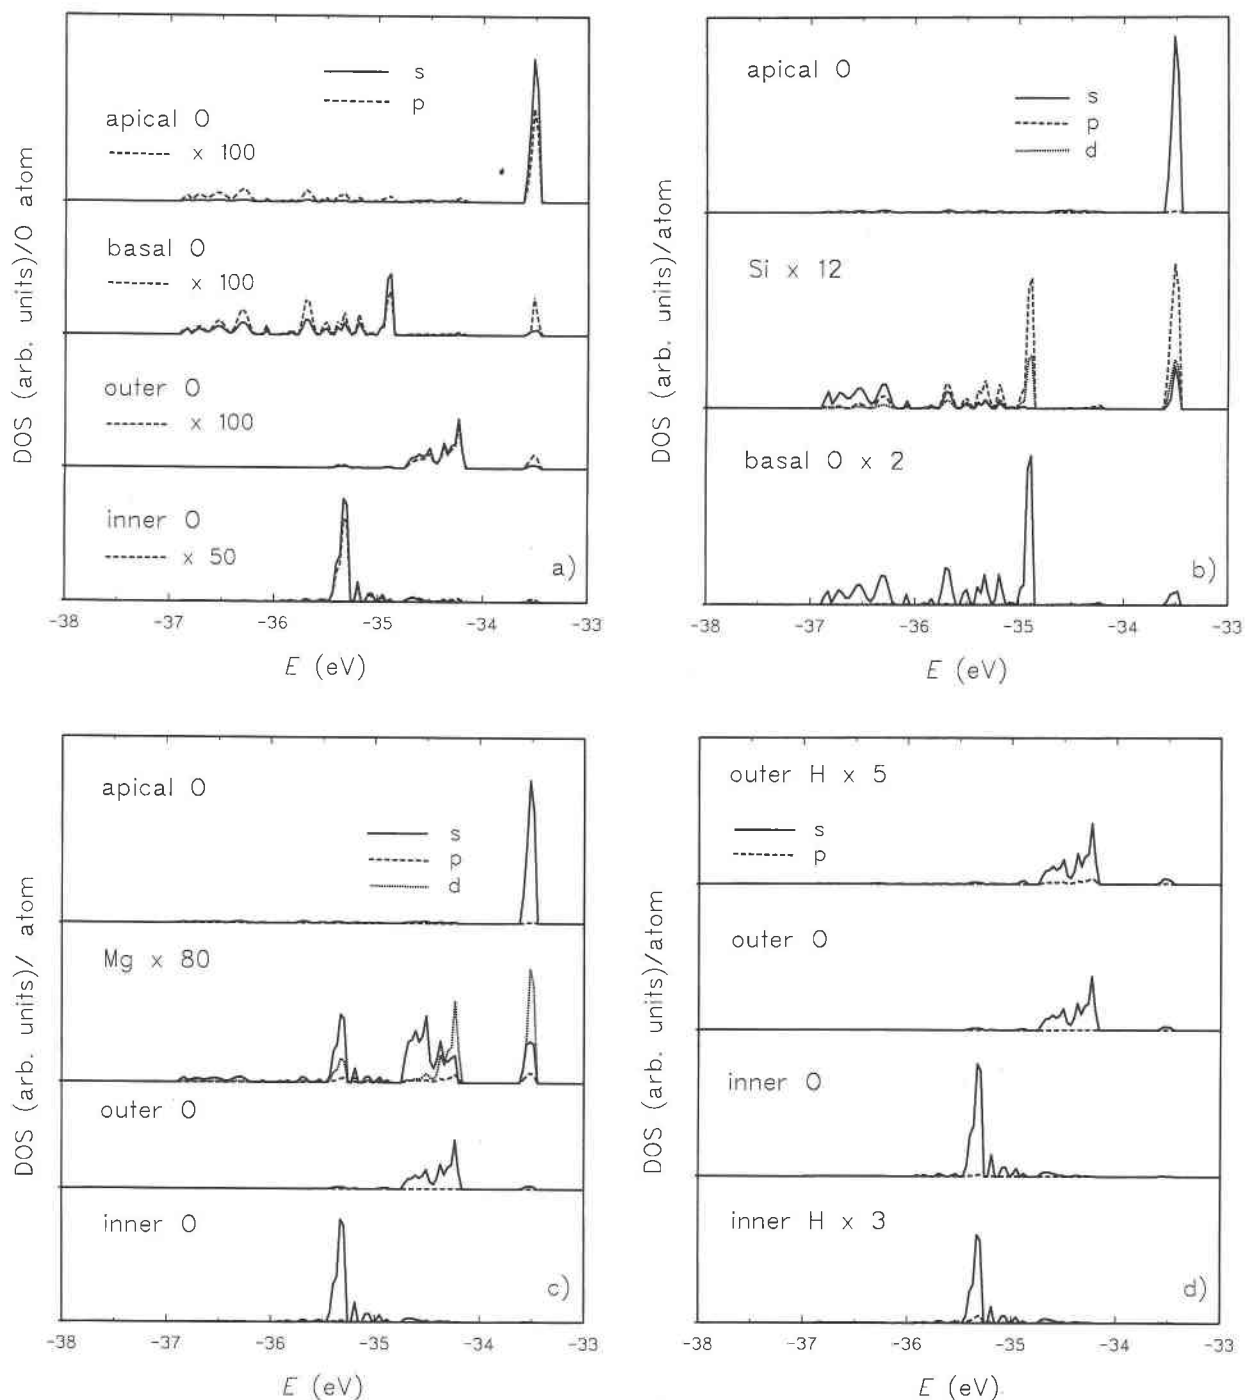 DOS (arb. units)/O atom
s
p
apical O
x 100
basal O
x 100
outer O
x 100
inner O
x 50
a)
-38 -37 -36 -35 -34 -33
E (eV)
DOS (arb. units)/atom
apical O
s
p
d
Si x 12
basal O x 2
b)
-38 -37 -36 -35 -34 -33
E (eV)
DOS (arb. units)/ atom
apical O
s
p
d
Mg x 80
outer O
inner O
c)
-38 -37 -36 -35 -34 -33
E (eV)
DOS (arb. units)/atom
outer H x 5
s
p
outer O
inner O
inner H x 3
d)
-38 -37 -36 -35 -34 -33
E (eV)